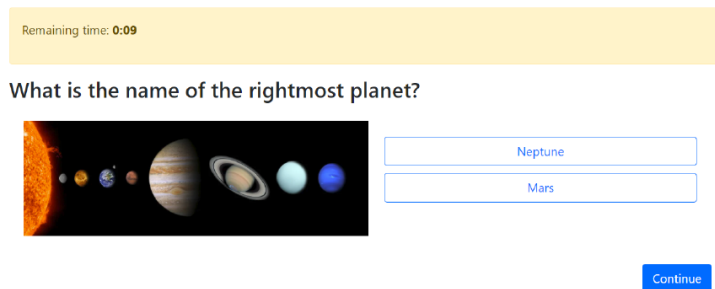 Remaining time: 0:09
What is the name of the rightmost planet?
Neptune
Mars
Continue